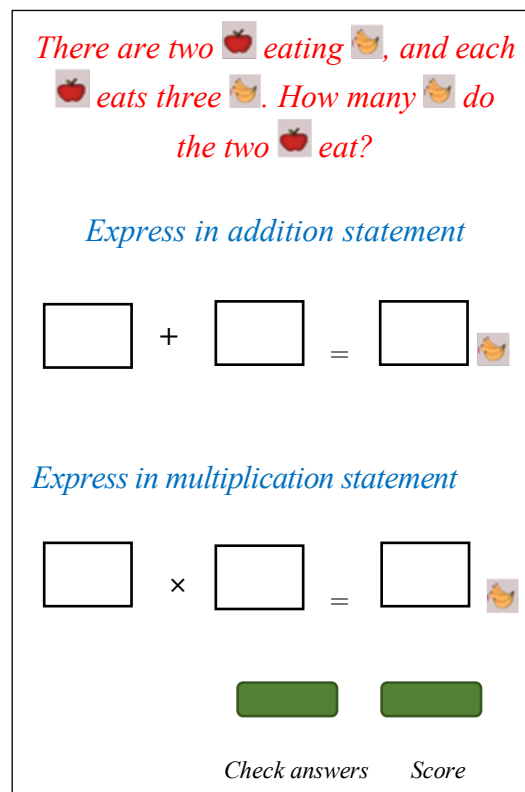 There are two eating , and each
eats three . How many do
the two eat?
Express in addition statement
+ =
Express in multiplication statement
× =
Check answers Score